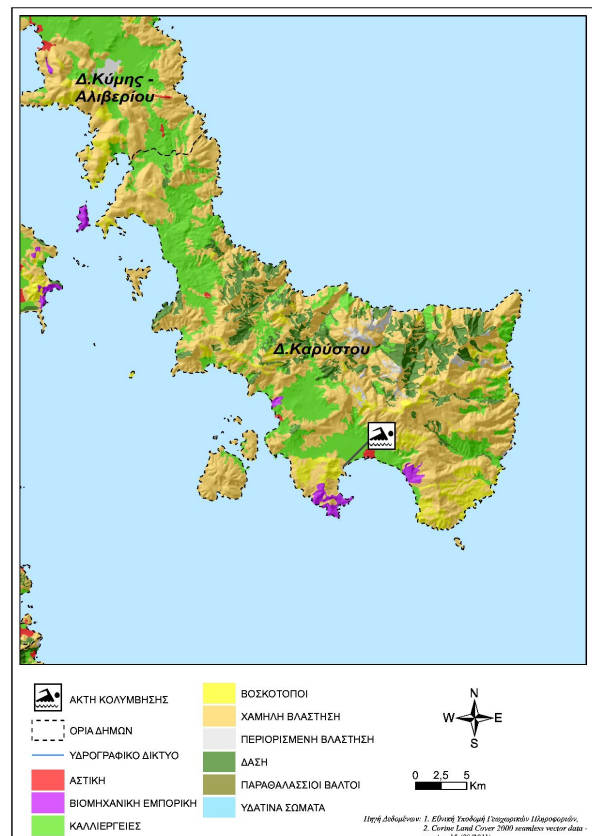 Δ.Κύμης -
Αλιβερίου
Δ.Καρύστου
ΑΚΤΗ ΚΟΛΥΜΒΗΣΗΣ
ΟΡΙΑ ΔΗΜΩΝ
ΥΔΡΟΓΡΑΦΙΚΟ ΔΙΚΤΥΟ
ΑΣΤΙΚΗ
ΒΙΟΜΗΧΑΝΙΚΗ ΕΜΠΟΡΙΚΗ
ΚΑΛΛΙΕΡΓΕΙΕΣ
ΒΟΣΚΟΤΟΠΟΙ
ΧΑΜΗΛΗ ΒΛΑΣΤΗΣΗ
ΠΕΡΙΟΡΙΣΜΕΝΗ ΒΛΑΣΤΗΣΗ
ΔΑΣΗ
ΠΑΡΑΘΑΛΑΣΣΙΟΙ ΒΑΛΤΟΙ
ΥΔΑΤΙΝΑ ΣΩΜΑΤΑ
N
W E
S
0 2,5 5
Km
Πηγή Δεδομένων: 1. Εθνική Υποδομή Γεωχωρικών Πληροφοριών,
2. Corine Land Cover 2000 seamless vector data -